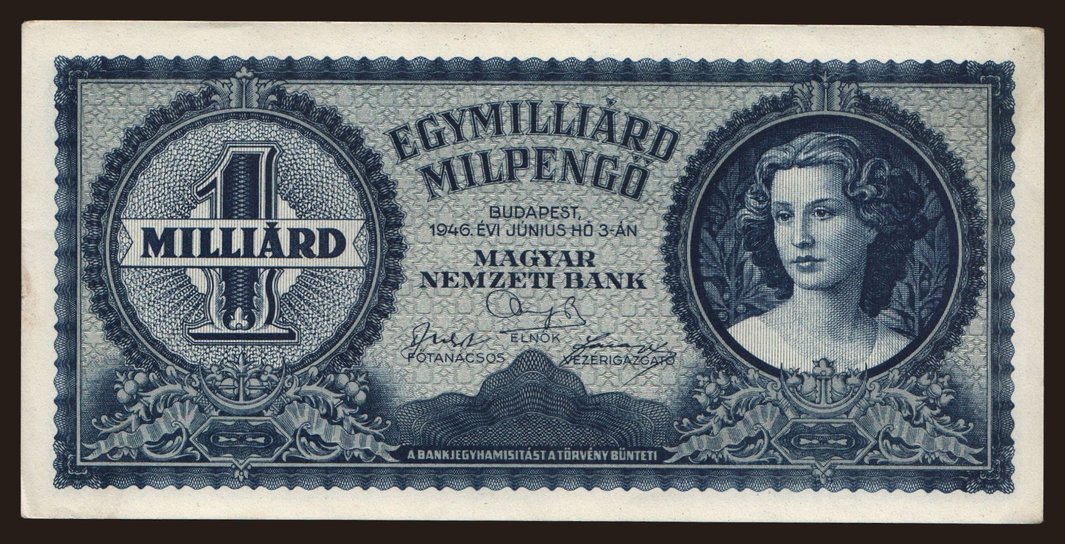 1
MILLIÁRD
EGYMILLIÁRD
MILPENGŐ
BUDAPEST,
1946. ÉVI JÚNIUS HÓ 3-ÁN
MAGYAR
NEMZETI BANK
ELNÖK
FŐTANÁCSOS
VEZÉRIGAZGATÓ
A BANKJEGYHAMISITÁST A TÖRVÉNY BÜNTETI